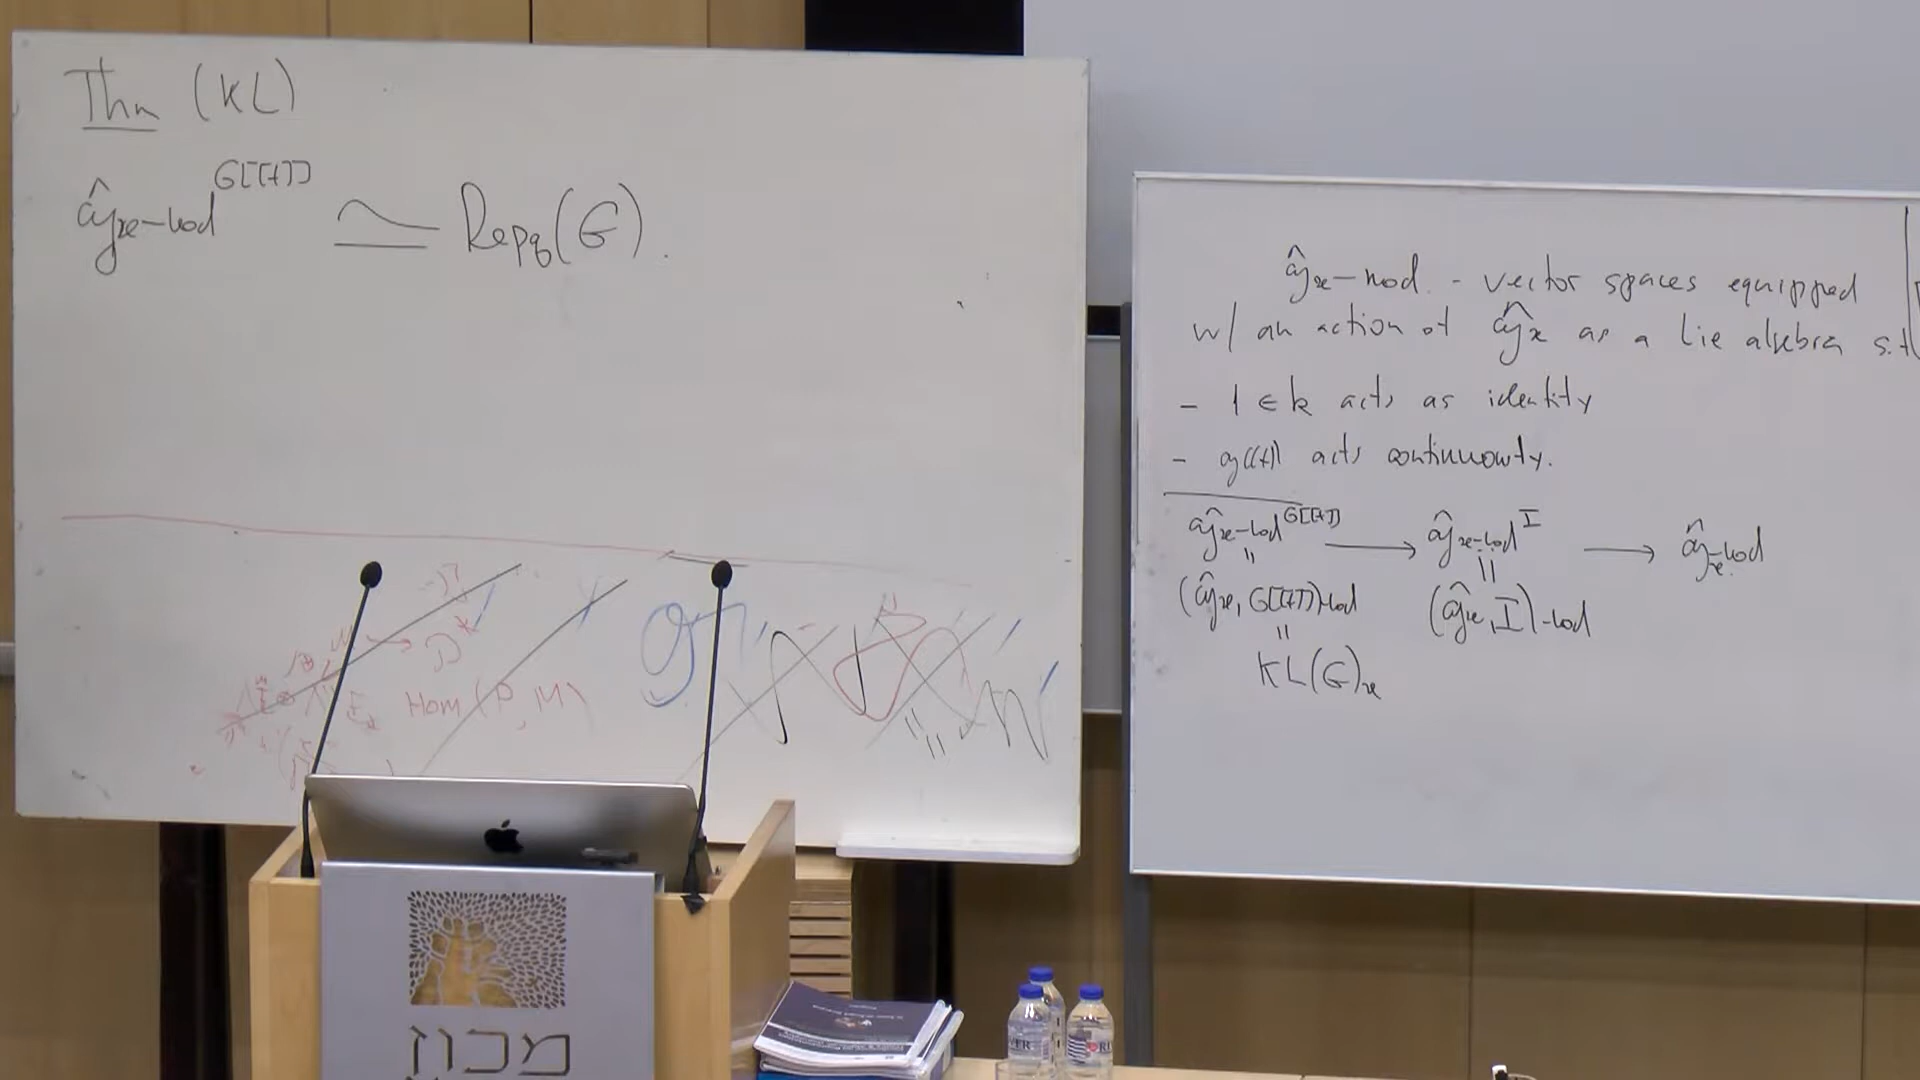 Thm (KL)
ĝ_ϰ-mod^{G[[t]]} ≃ Rep_q(G).
Hom(P, M)
ĝ_ϰ-mod. - vector spaces equipped
w/ an action of ĝ_ϰ as a Lie algebra s.t
- 1 ∈ k acts as identity
- g((t)) acts continuously.
ĝ_ϰ-mod^{G[[t]]} → ĝ_ϰ-mod^I → ĝ_ϰ-mod
(ĝ_ϰ, G[[t]])-mod (ĝ_ϰ, I)-mod
KL(G)_ϰ
מכון